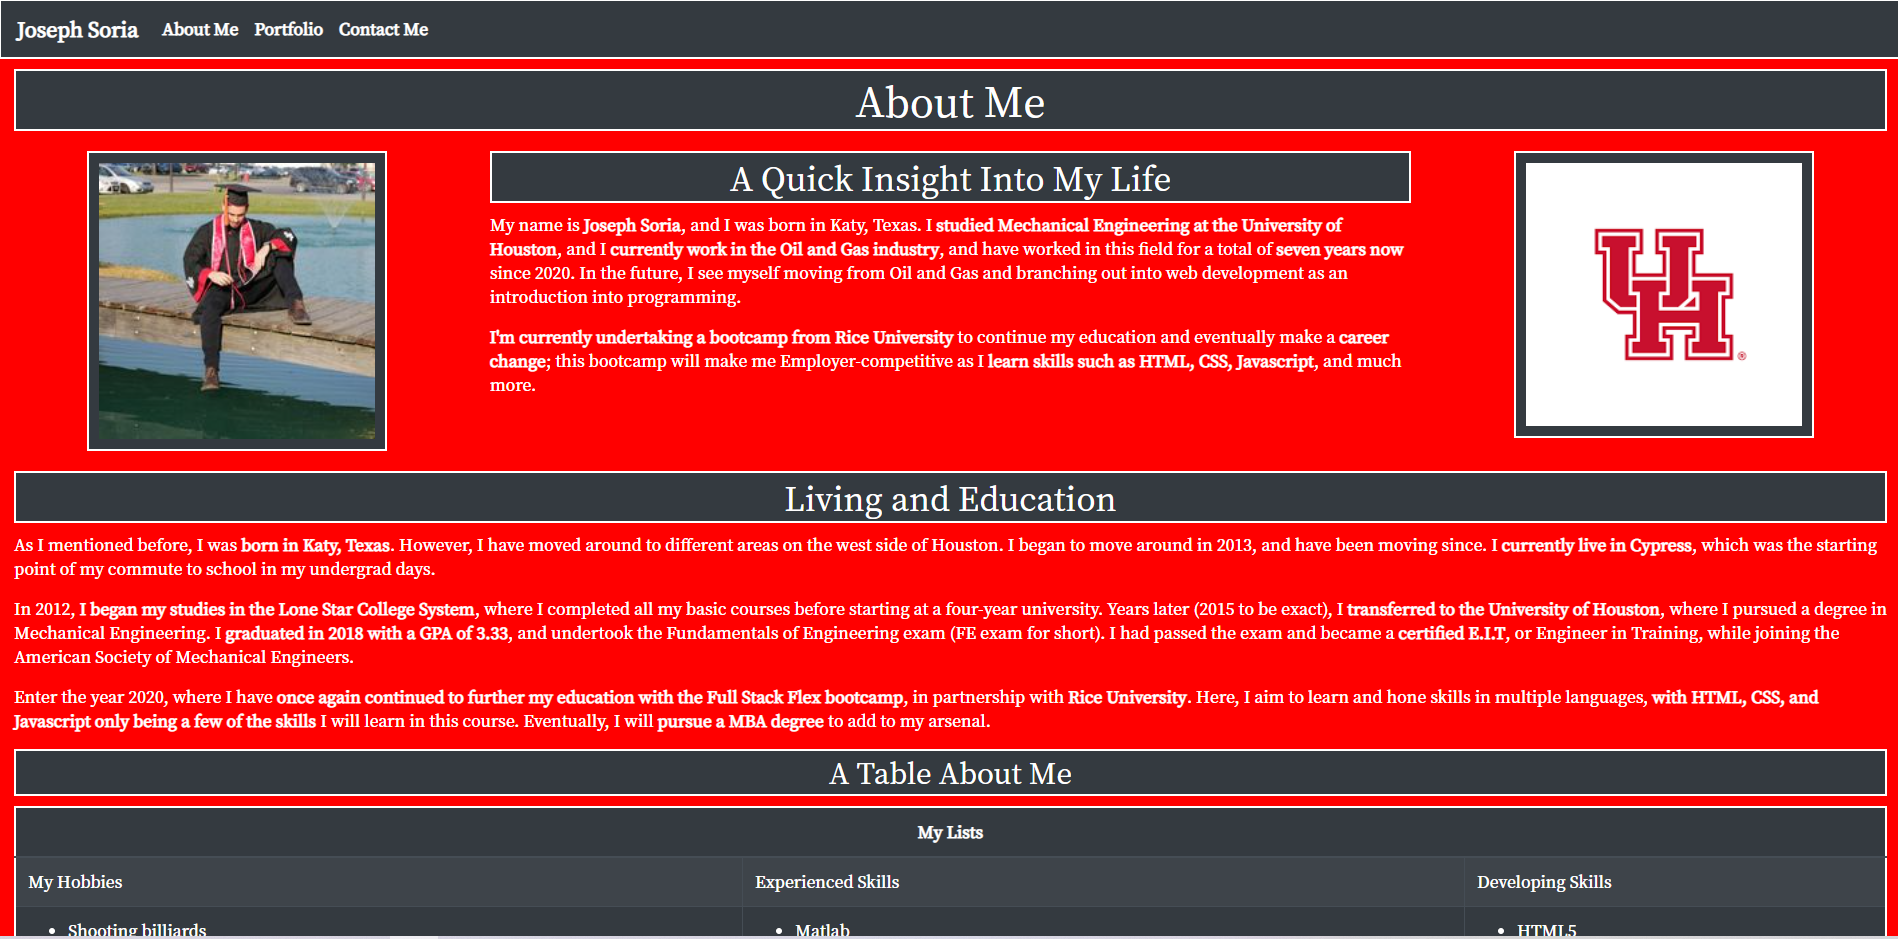 Joseph Soria About Me Portfolio Contact Me
About Me
A Quick Insight Into My Life
My name is Joseph Soria, and I was born in Katy, Texas. I studied Mechanical Engineering at the University of
Houston, and I currently work in the Oil and Gas industry, and have worked in this field for a total of seven years now
since 2020. In the future, I see myself moving from Oil and Gas and branching out into web development as an
introduction into programming.
I'm currently undertaking a bootcamp from Rice University to continue my education and eventually make a career
change; this bootcamp will make me Employer-competitive as I learn skills such as HTML, CSS, Javascript, and much
more.
UH ®
Living and Education
As I mentioned before, I was born in Katy, Texas. However, I have moved around to different areas on the west side of Houston. I began to move around in 2013, and have been moving since. I currently live in Cypress, which was the starting
point of my commute to school in my undergrad days.
In 2012, I began my studies in the Lone Star College System, where I completed all my basic courses before starting at a four-year university. Years later (2015 to be exact), I transferred to the University of Houston, where I pursued a degree in
Mechanical Engineering. I graduated in 2018 with a GPA of 3.33, and undertook the Fundamentals of Engineering exam (FE exam for short). I had passed the exam and became a certified E.I.T, or Engineer in Training, while joining the
American Society of Mechanical Engineers.
Enter the year 2020, where I have once again continued to further my education with the Full Stack Flex bootcamp, in partnership with Rice University. Here, I aim to learn and hone skills in multiple languages, with HTML, CSS, and
Javascript only being a few of the skills I will learn in this course. Eventually, I will pursue a MBA degree to add to my arsenal.
A Table About Me
My Lists
My Hobbies Experienced Skills Developing Skills
• Shooting billiards • Matlab • HTML5